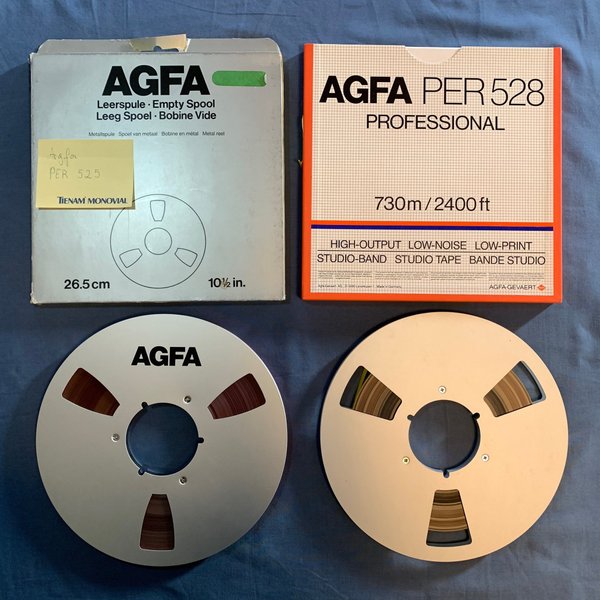 AGFA
Leerspule · Empty Spool
Leeg Spoel · Bobine Vide
Metallspule · Spoel van metaal · Bobine en métal · Metal reel
Agfa
PER 525
TIENAM MONOVIAL
26.5 cm 10½ in.
AGFA PER 528
PROFESSIONAL
730 m / 2400 ft
HIGH-OUTPUT LOW-NOISE LOW-PRINT
STUDIO-BAND STUDIO TAPE BANDE STUDIO
AGFA-GEVAERT
AGFA